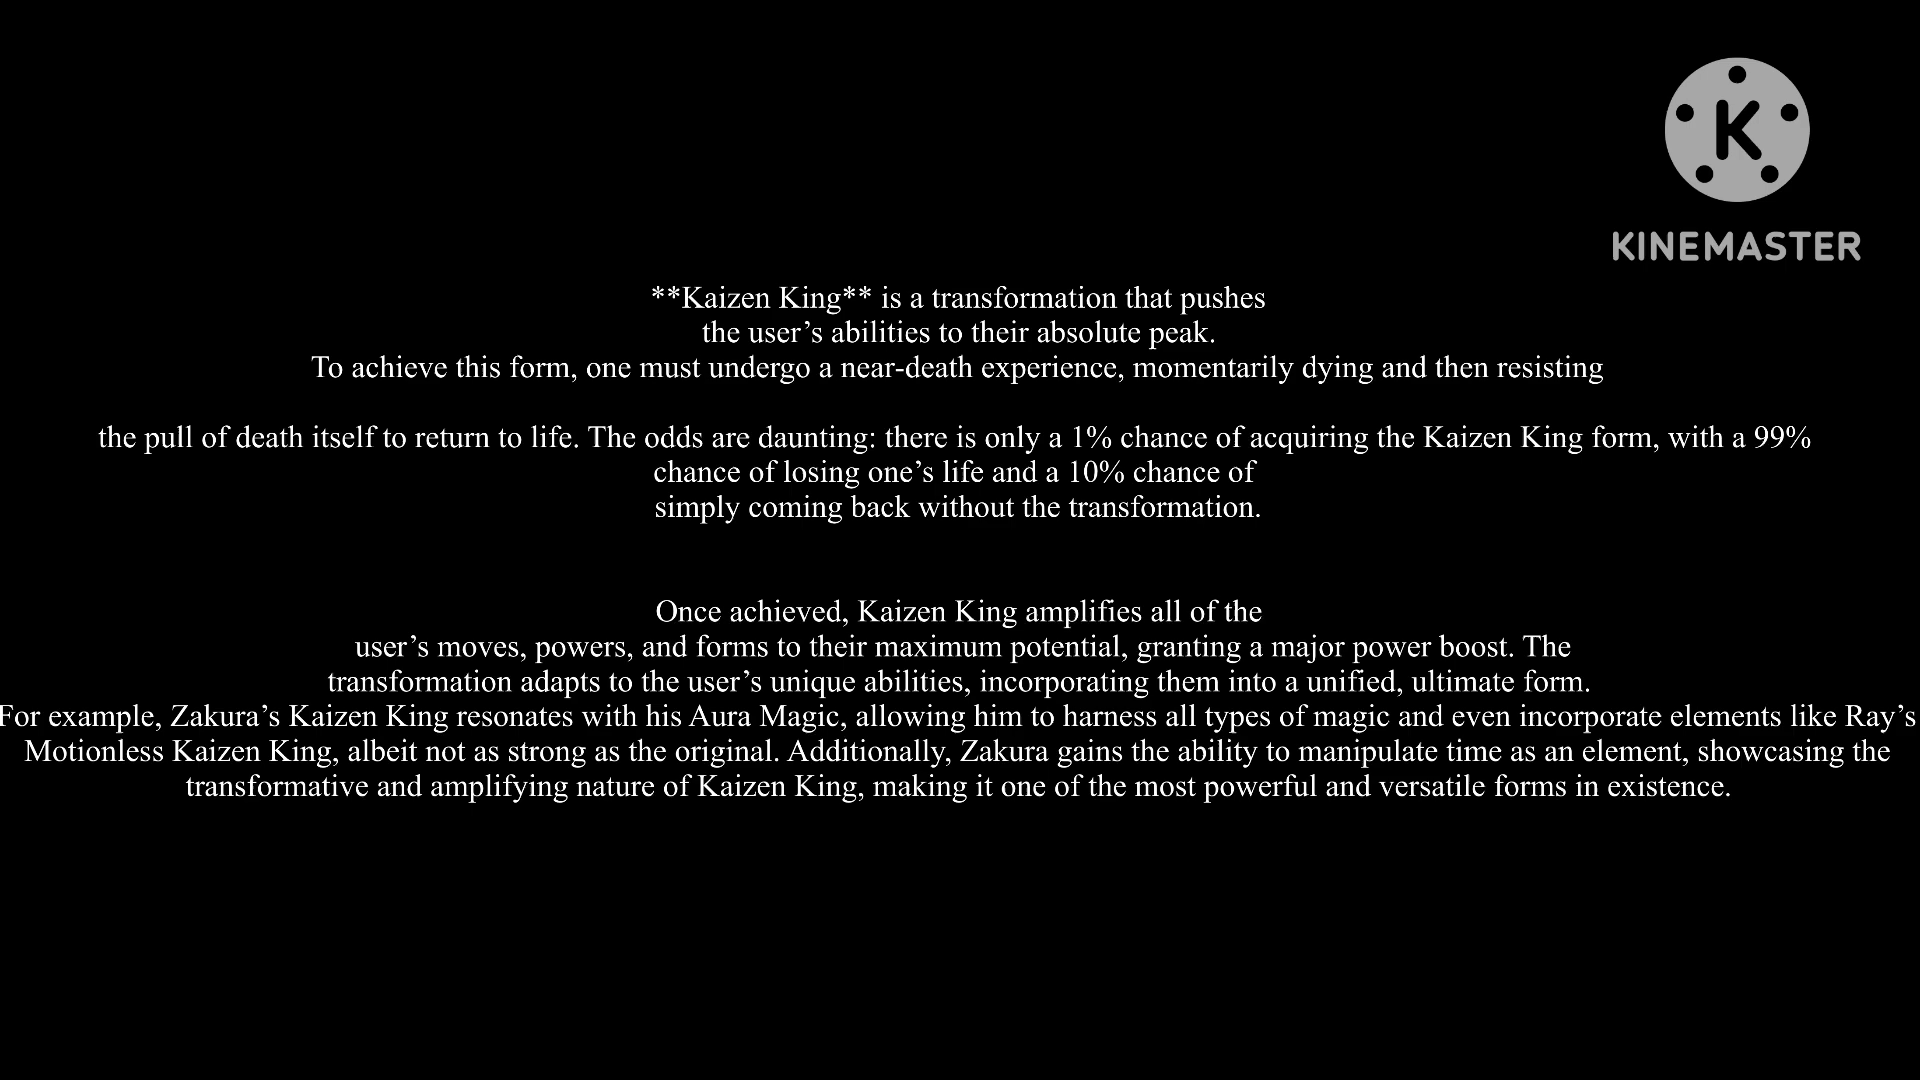 K
KINEMASTER
**Kaizen King** is a transformation that pushes
the user’s abilities to their absolute peak.
To achieve this form, one must undergo a near-death experience, momentarily dying and then resisting
the pull of death itself to return to life. The odds are daunting: there is only a 1% chance of acquiring the Kaizen King form, with a 99%
chance of losing one’s life and a 10% chance of
simply coming back without the transformation.
Once achieved, Kaizen King amplifies all of the
user’s moves, powers, and forms to their maximum potential, granting a major power boost. The
transformation adapts to the user’s unique abilities, incorporating them into a unified, ultimate form.
For example, Zakura’s Kaizen King resonates with his Aura Magic, allowing him to harness all types of magic and even incorporate elements like Ray’s
Motionless Kaizen King, albeit not as strong as the original. Additionally, Zakura gains the ability to manipulate time as an element, showcasing the
transformative and amplifying nature of Kaizen King, making it one of the most powerful and versatile forms in existence.